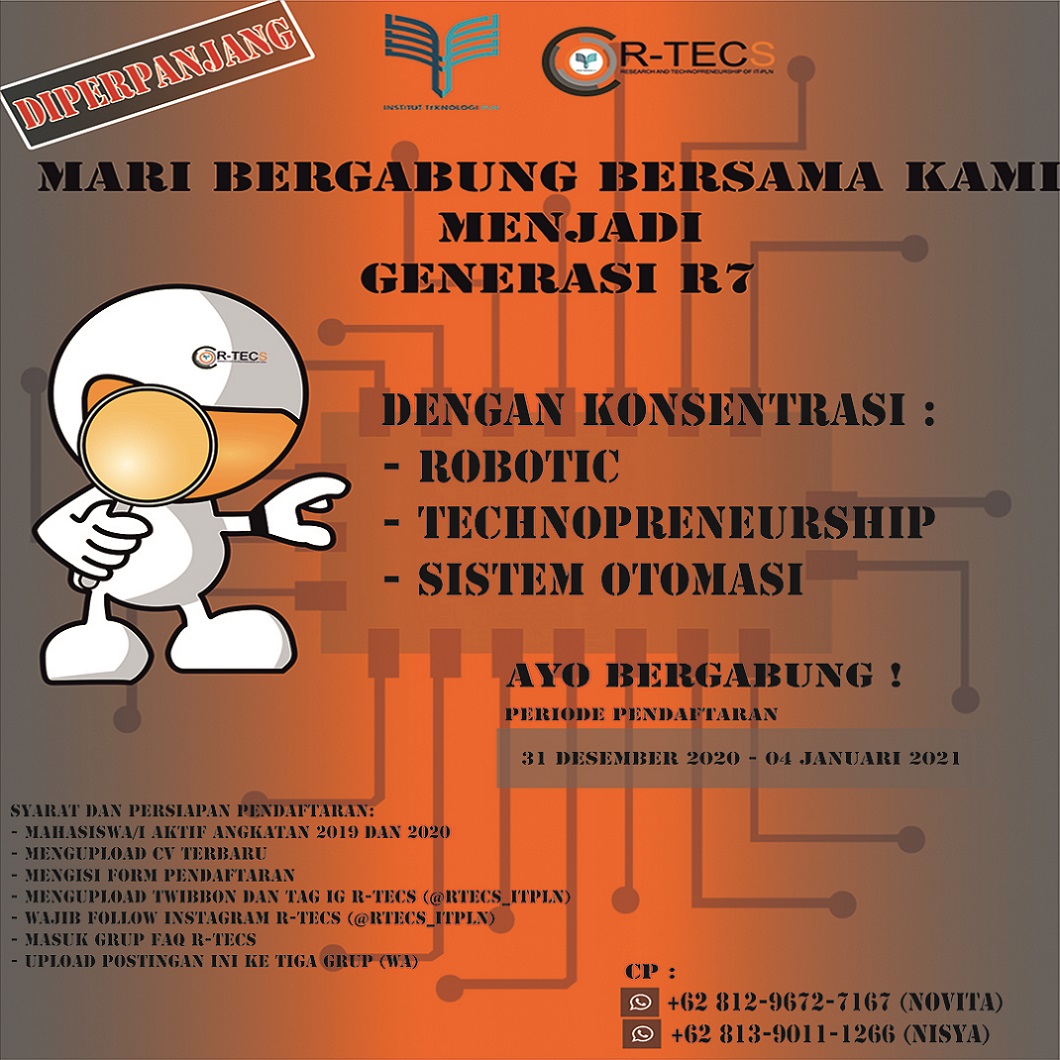 DIPERPANJANG
INSTITUT TEKNOLOGI PLN
R-TECS
RESEARCH AND TECHNOPRENEURSHIP OF IT-PLN
MARI BERGABUNG BERSAMA KAMI
MENJADI
GENERASI R7
R-TECS
DENGAN KONSENTRASI :
- ROBOTIC
- TECHNOPRENEURSHIP
- SISTEM OTOMASI
AYO BERGABUNG !
PERIODE PENDAFTARAN
31 DESEMBER 2020 - 04 JANUARI 2021
SYARAT DAN PERSIAPAN PENDAFTARAN:
- MAHASISWA/I AKTIF ANGKATAN 2019 DAN 2020
- MENGUPLOAD CV TERBARU
- MENGISI FORM PENDAFTARAN
- MENGUPLOAD TWIBBON DAN TAG IG R-TECS (@RTECS_ITPLN)
- WAJIB FOLLOW INSTAGRAM R-TECS (@RTECS_ITPLN)
- MASUK GRUP FAQ R-TECS
- UPLOAD POSTINGAN INI KE TIGA GRUP (WA)
CP :
+62 812-9672-7167 (NOVITA)
+62 813-9011-1266 (NISYA)